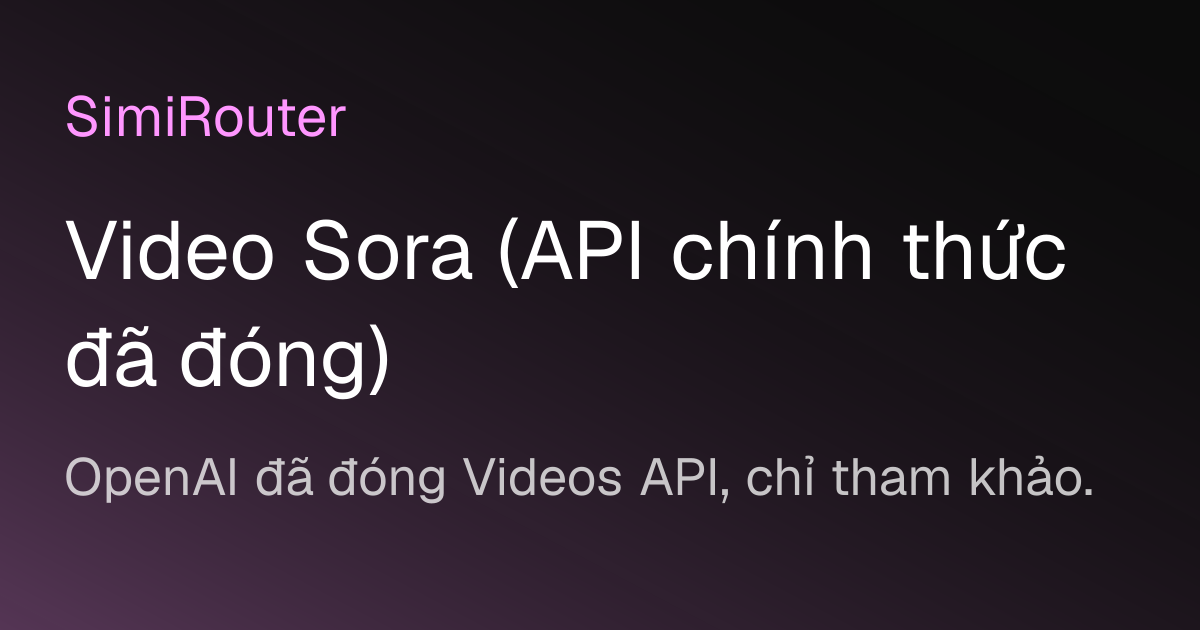 SimiRouter
Video Sora (API chính thức
đã đóng)
OpenAI đã đóng Videos API, chỉ tham khảo.